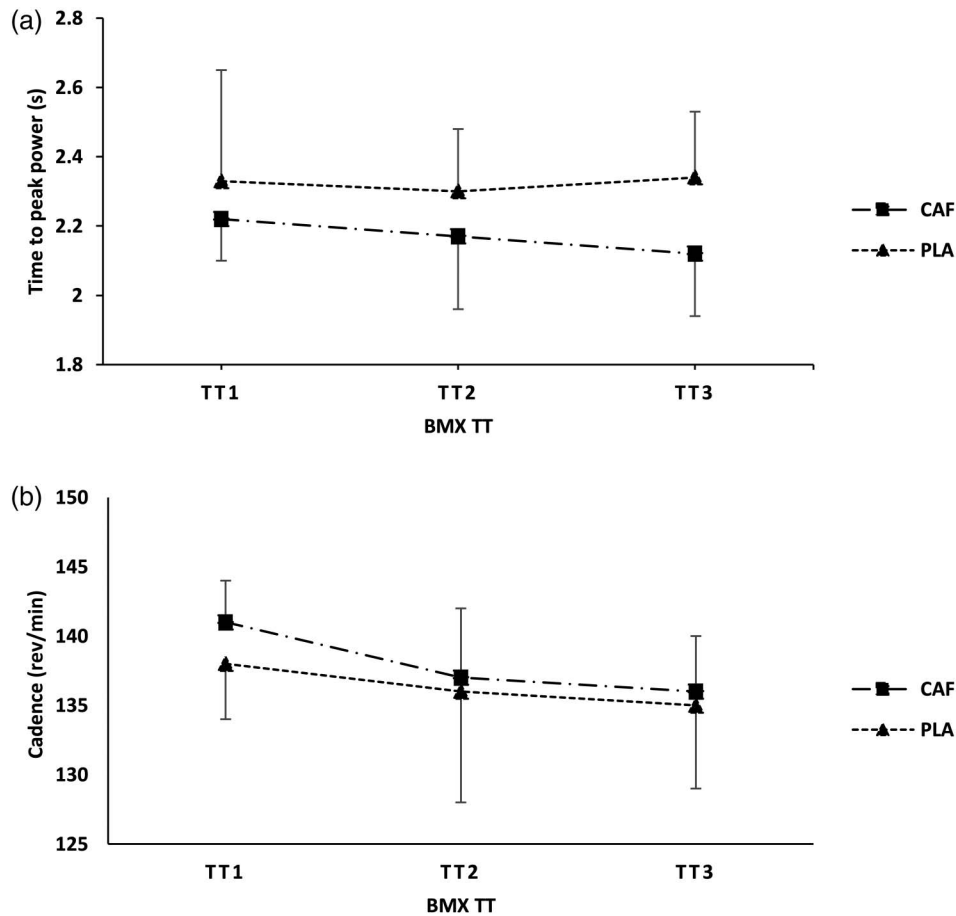 (a)
2.8
2.6
2.4
2.2
2
1.8
Time to peak power (s)
TT1 TT2 TT3
BMX TT
CAF
PLA
(b)
150
145
140
135
130
125
Cadence (rev/min)
TT1 TT2 TT3
BMX TT
CAF
PLA